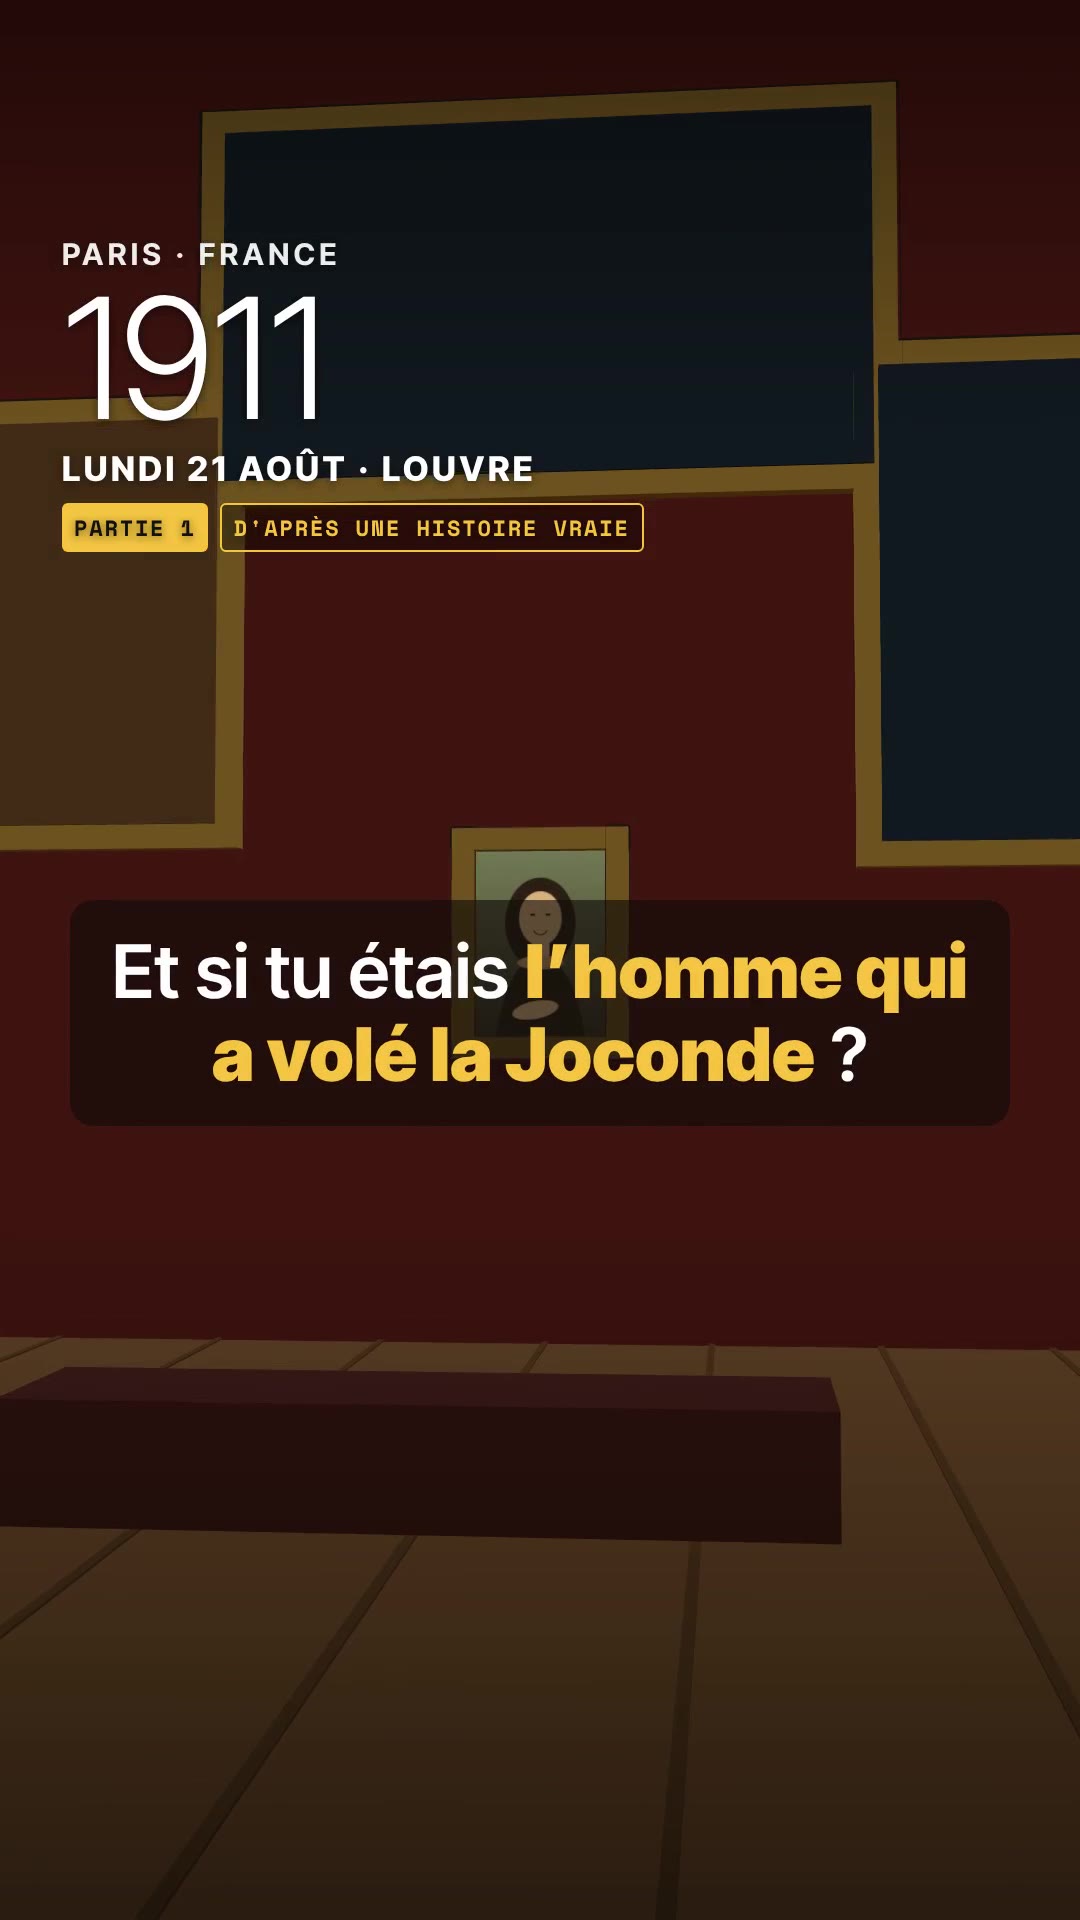 PARIS · FRANCE
1911
LUNDI 21 AOÛT · LOUVRE
PARTIE 1 D'APRÈS UNE HISTOIRE VRAIE
Et si tu étais l’homme qui
a volé la Joconde ?